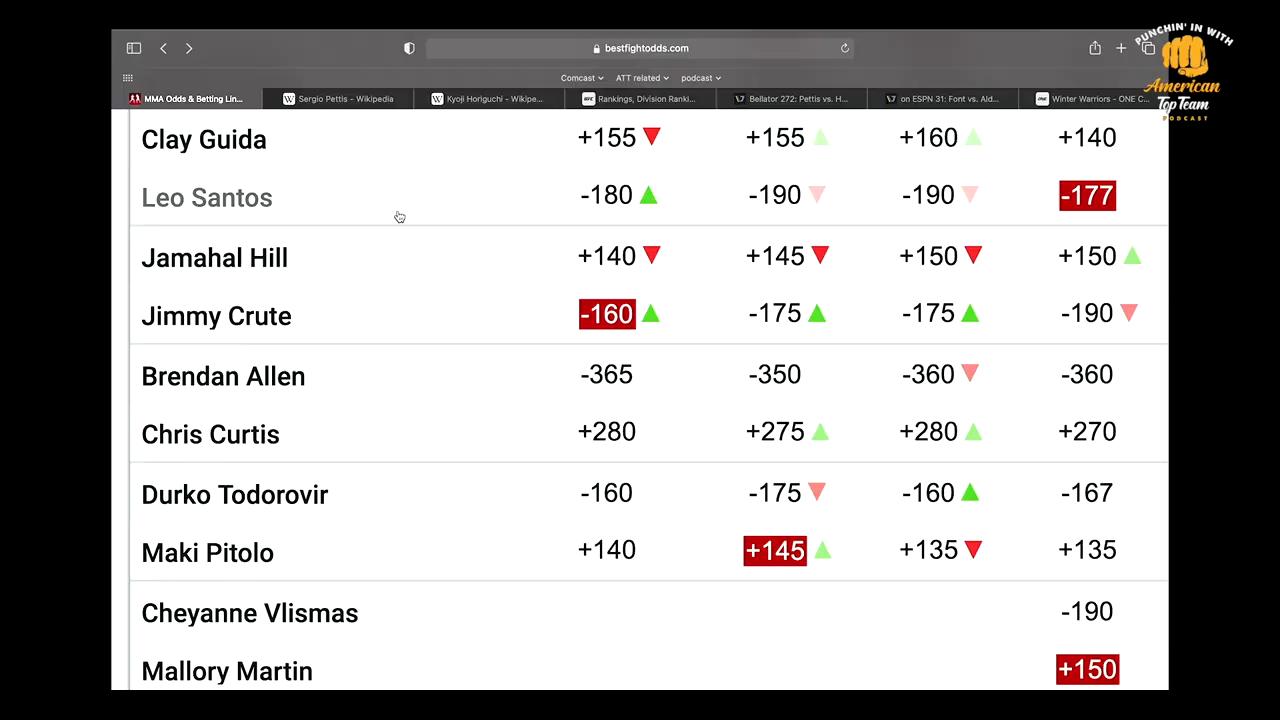 bestfightodds.com
PUNCHIN' IN WITH
American
Top Team
PODCAST
Comcast ATT related podcast
MMA Odds & Betting Lin... Sergio Pettis - Wikipedia Kyoji Horiguchi - Wikipe... Rankings, Division Ranki... Bellator 272: Pettis vs. H... on ESPN 31: Font vs. Ald... Winter Warriors - ONE C...
Clay Guida +155 +155 +160 +140
Leo Santos -180 -190 -190 -177
Jamahal Hill +140 +145 +150 +150
Jimmy Crute -160 -175 -175 -190
Brendan Allen -365 -350 -360 -360
Chris Curtis +280 +275 +280 +270
Durko Todorovir -160 -175 -160 -167
Maki Pitolo +140 +145 +135 +135
Cheyanne Vlismas -190
Mallory Martin +150